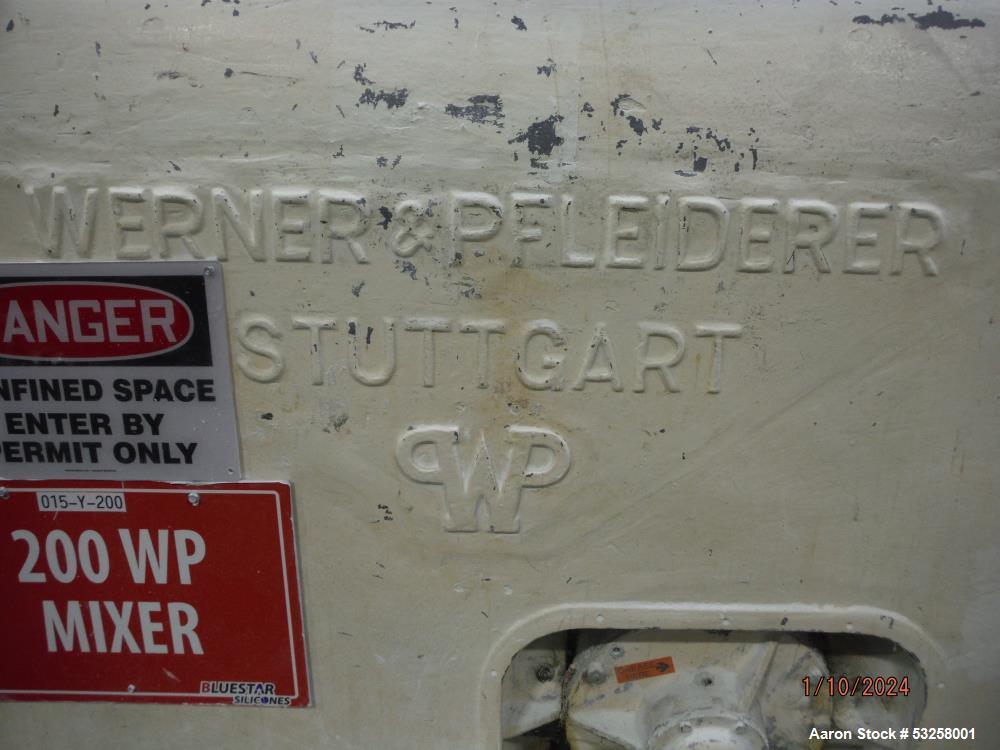 WERNER & PFLEIDERER
STUTTGART
PWP
ANGER
NFINED SPACE
ENTER BY
PERMIT ONLY
015-Y-200
200 WP
MIXER
BLUESTAR
SILICONES
1/10/2024
Aaron Stock # 53258001